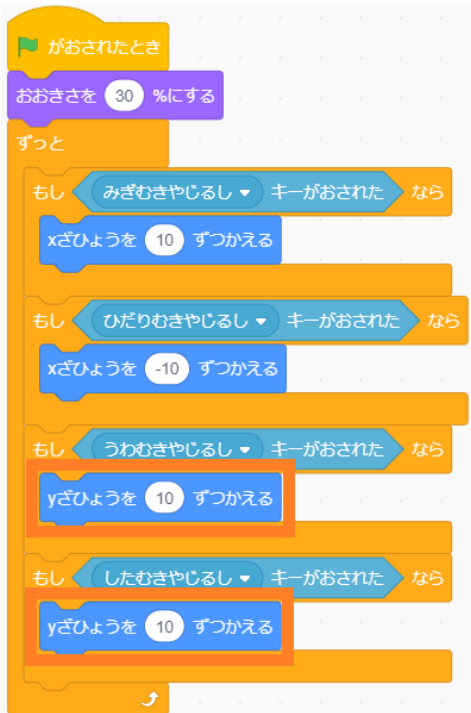 がおされたとき
おおきさを 30 %にする
ずっと
もし みぎむきやじるし キーがおされた なら
xざひょうを 10 ずつかえる
もし ひだりむきやじるし キーがおされた なら
xざひょうを -10 ずつかえる
もし うわむきやじるし キーがおされた なら
yざひょうを 10 ずつかえる
もし したむきやじるし キーがおされた なら
yざひょうを 10 ずつかえる